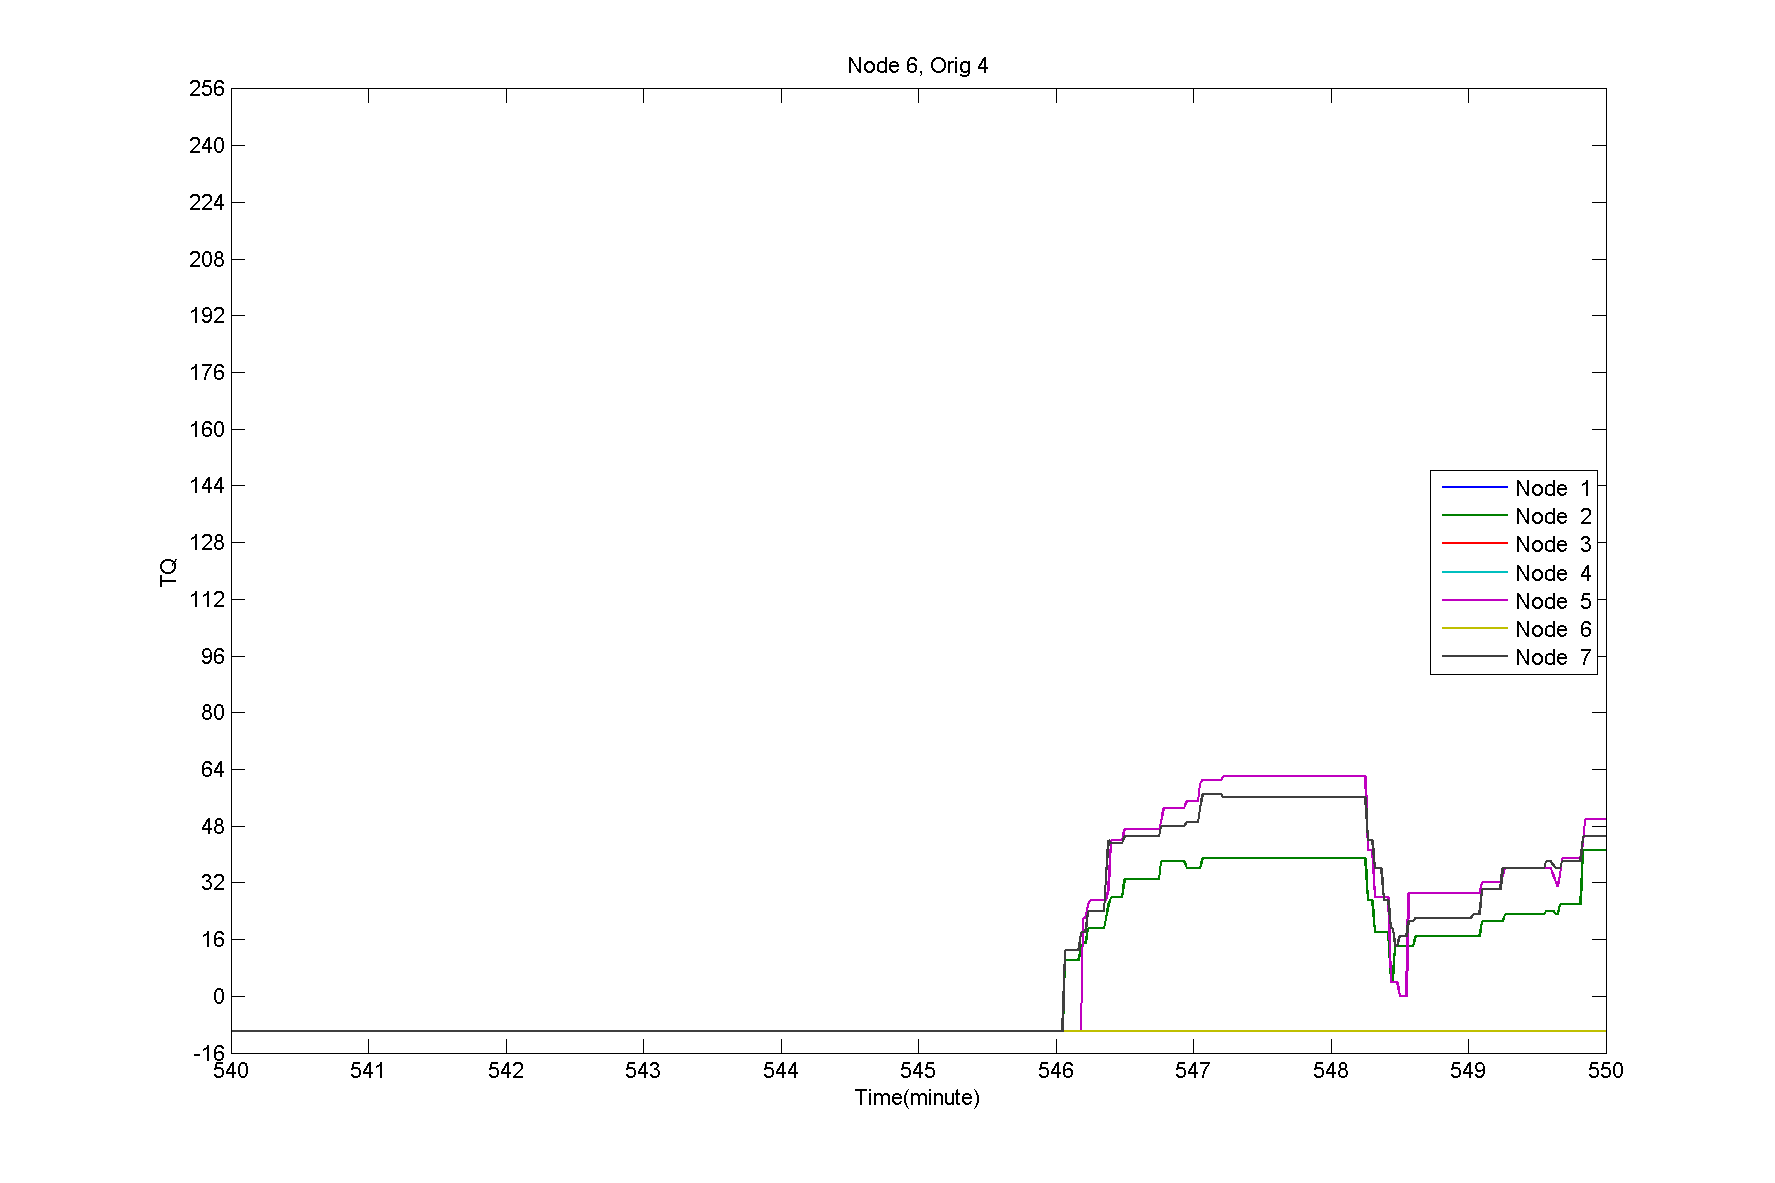 Node 6, Orig 4
256
240
224
208
192
176
160
144
128
112
96
80
64
48
32
16
0
-16
TQ
Node 1
Node 2
Node 3
Node 4
Node 5
Node 6
Node 7
540 541 542 543 544 545 546 547 548 549 550
Time(minute)